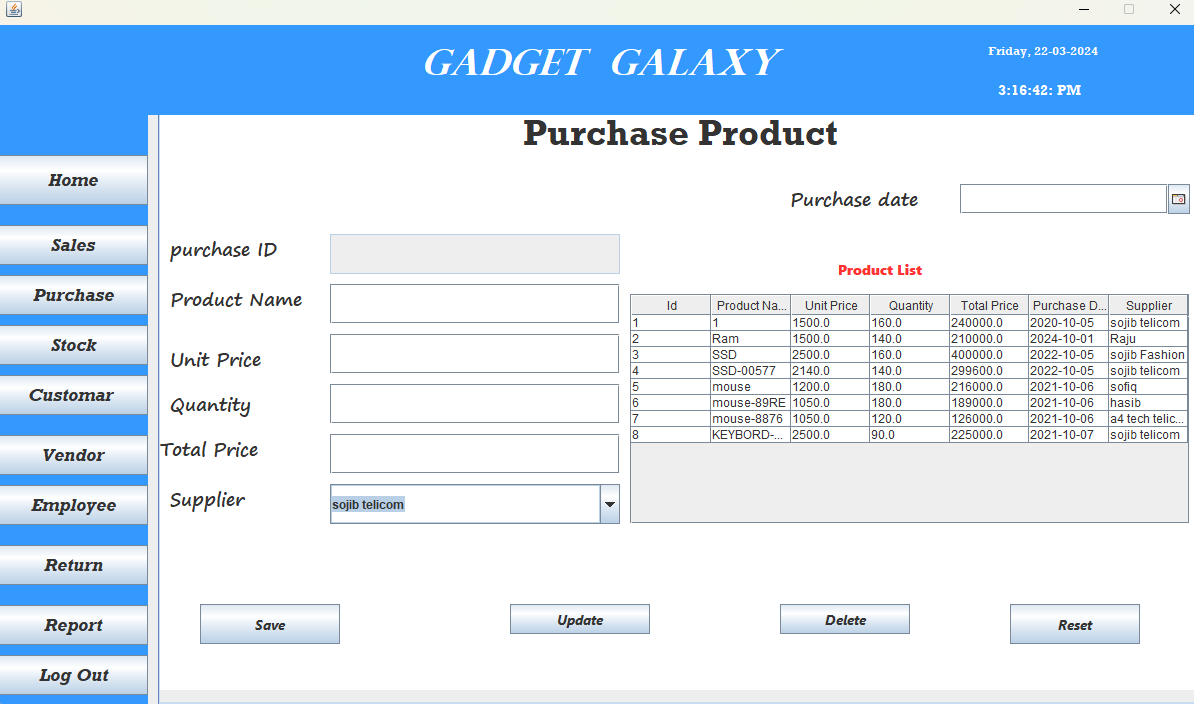 GADGET GALAXY
Friday, 22-03-2024
3:16:42: PM
Purchase Product
Home
Sales
Purchase
Stock
Customar
Vendor
Employee
Return
Report
Log Out
Purchase date
purchase ID
Product Name
Unit Price
Quantity
Total Price
Supplier
sojib telicom
Product List
Id Product Na... Unit Price Quantity Total Price Purchase D... Supplier
1 1 1500.0 160.0 240000.0 2020-10-05 sojib telicom
2 Ram 1500.0 140.0 210000.0 2024-10-01 Raju
3 SSD 2500.0 160.0 400000.0 2022-10-05 sojib Fashion
4 SSD-00577 2140.0 140.0 299600.0 2022-10-05 sojib telicom
5 mouse 1200.0 180.0 216000.0 2021-10-06 sofiq
6 mouse-89RE 1050.0 180.0 189000.0 2021-10-06 hasib
7 mouse-8876 1050.0 120.0 126000.0 2021-10-06 a4 tech telic...
8 KEYBORD-... 2500.0 90.0 225000.0 2021-10-07 sojib telicom
Save
Update
Delete
Reset